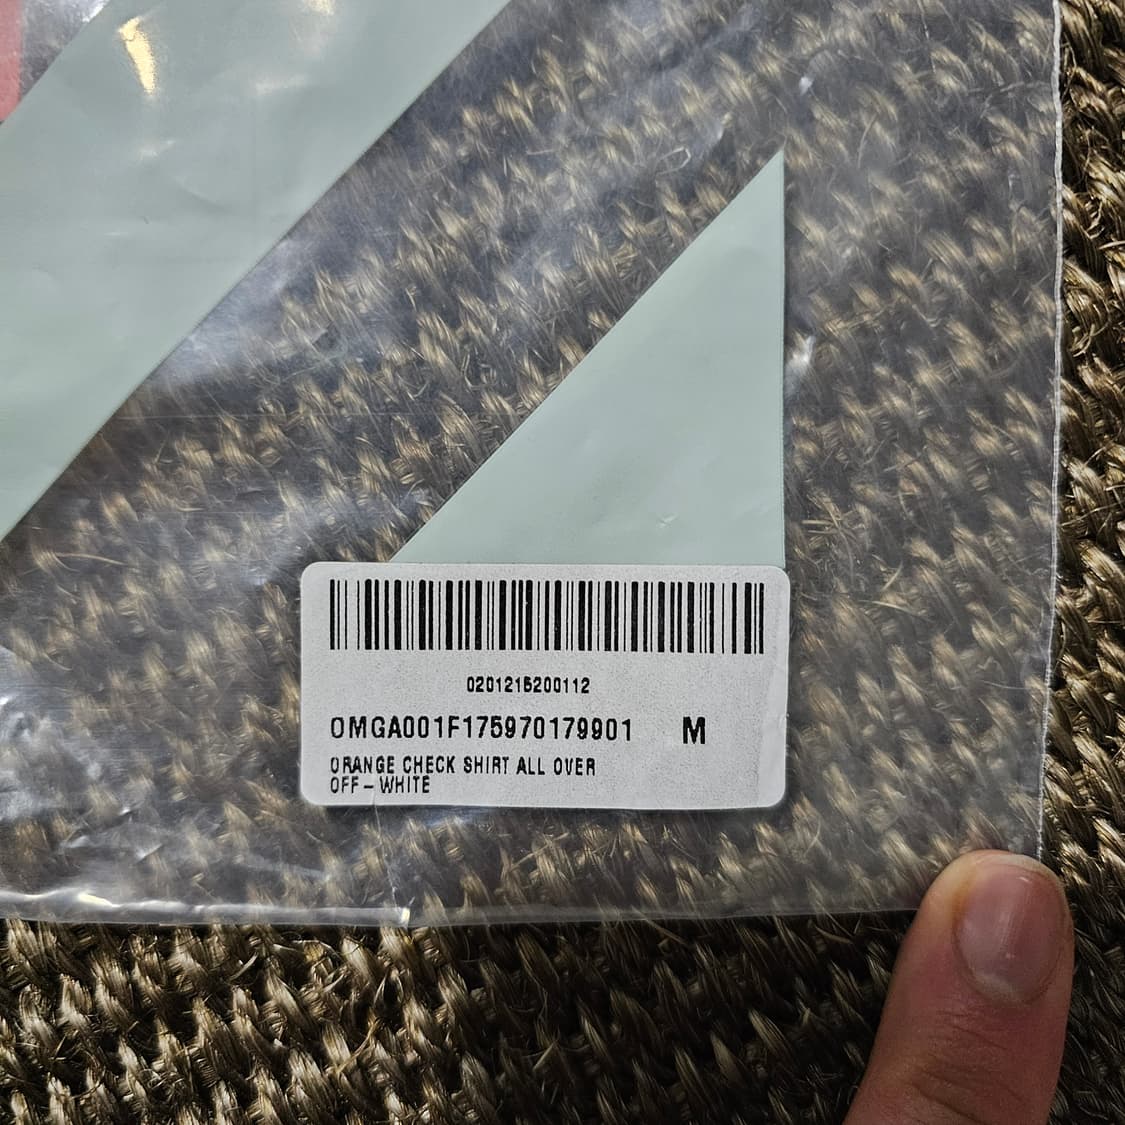 0201215200112
OMGA001F175970179901 M
ORANGE CHECK SHIRT ALL OVER
OFF-WHITE